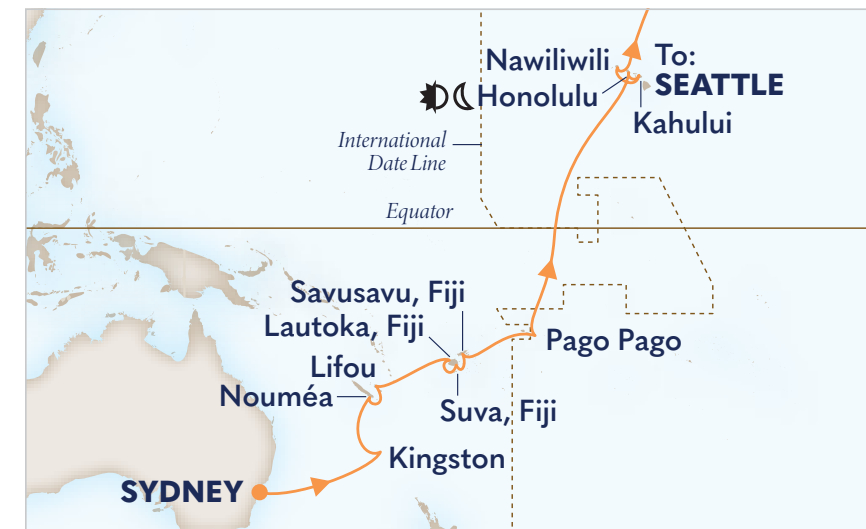 Nawiliwili
To:
SEATTLE
Honolulu
Kahului
International
Date Line
Equator
Savusavu, Fiji
Lautoka, Fiji
Pago Pago
Lifou
Nouméa
Suva, Fiji
Kingston
SYDNEY